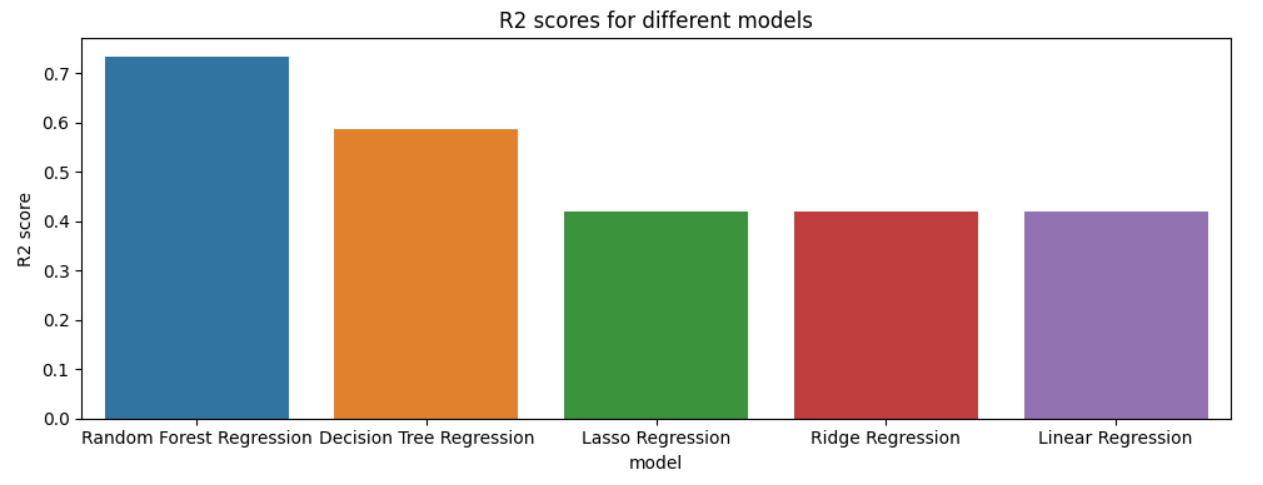 R2 scores for different models
0.7
0.6
0.5
0.4
0.3
0.2
0.1
0.0
R2 score
Random Forest Regression Decision Tree Regression Lasso Regression Ridge Regression Linear Regression
model